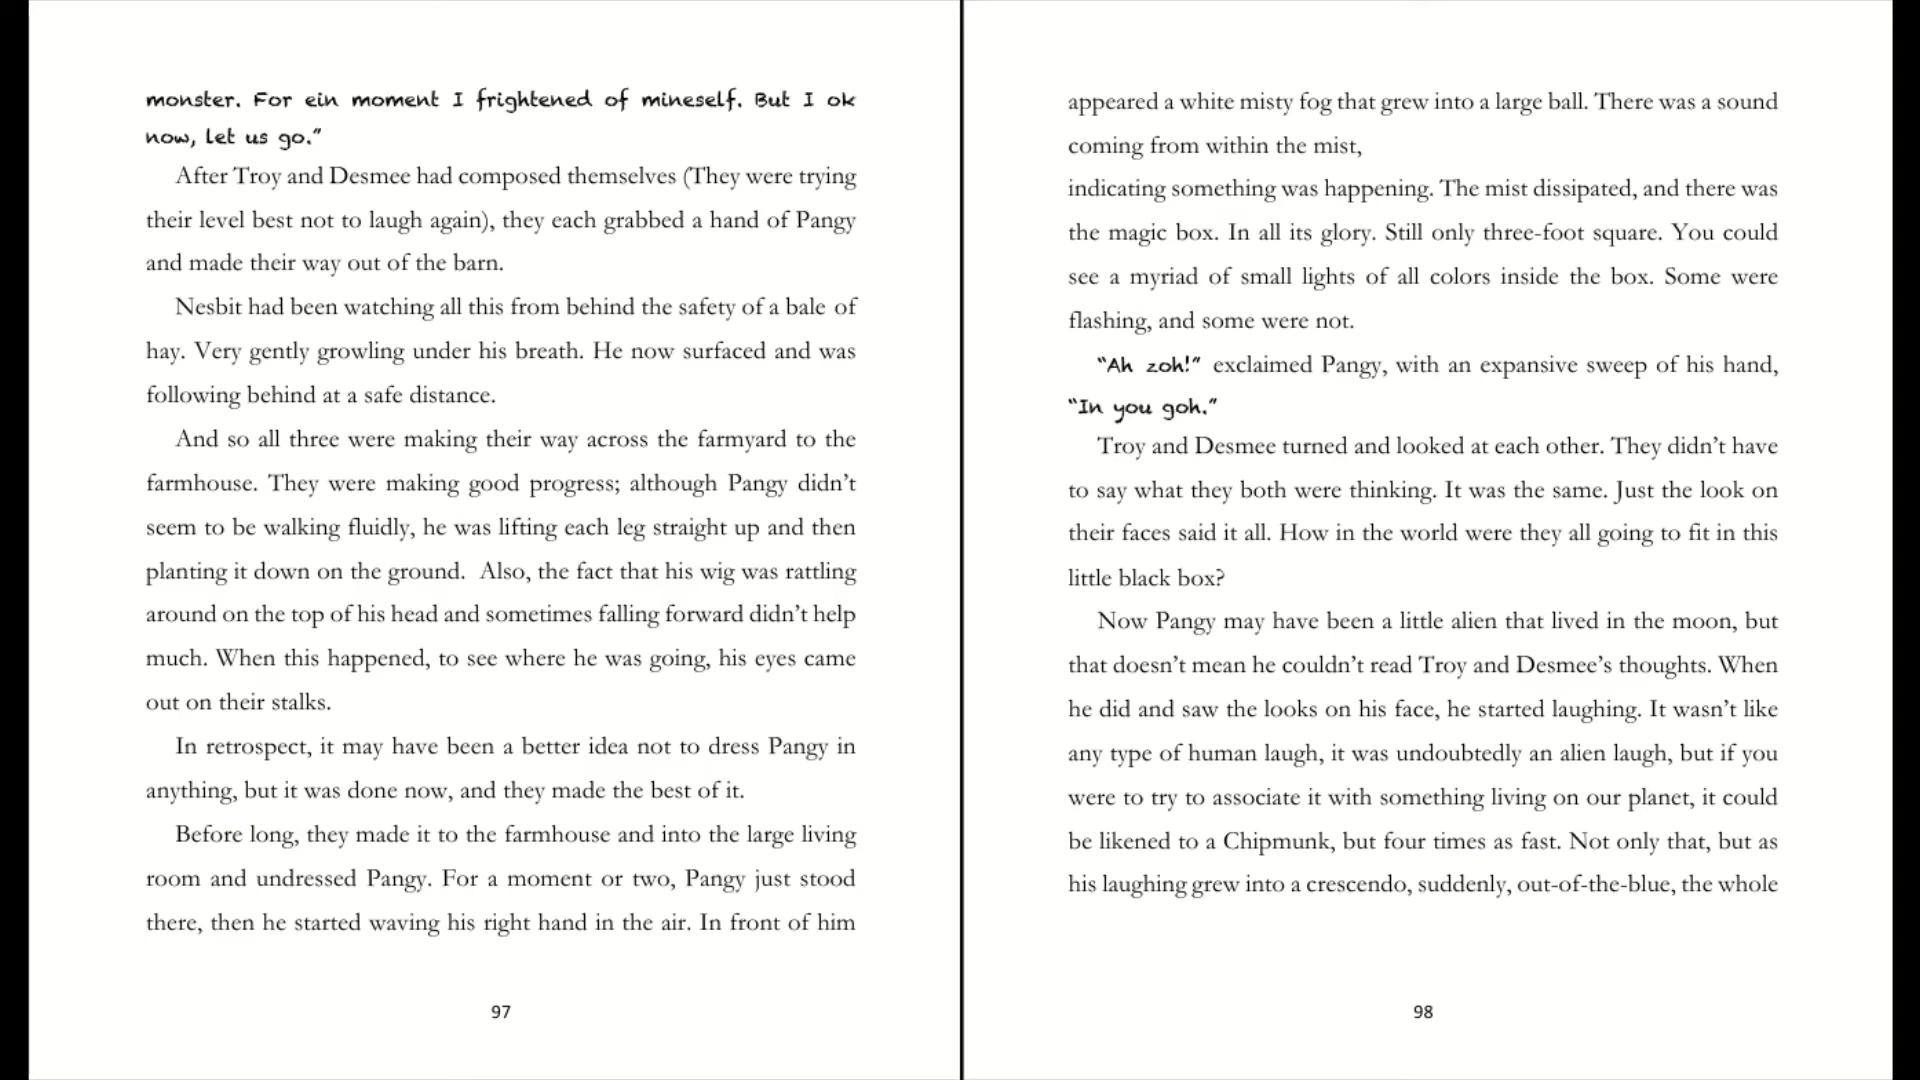 monster. For ein moment I frightened of mineself. But I ok
now, let us go.”
After Troy and Desmee had composed themselves (They were trying
their level best not to laugh again), they each grabbed a hand of Pangy
and made their way out of the barn.
Nesbit had been watching all this from behind the safety of a bale of
hay. Very gently growling under his breath. He now surfaced and was
following behind at a safe distance.
And so all three were making their way across the farmyard to the
farmhouse. They were making good progress; although Pangy didn’t
seem to be walking fluidly, he was lifting each leg straight up and then
planting it down on the ground.  Also, the fact that his wig was rattling
around on the top of his head and sometimes falling forward didn’t help
much. When this happened, to see where he was going, his eyes came
out on their stalks.
In retrospect, it may have been a better idea not to dress Pangy in
anything, but it was done now, and they made the best of it.
Before long, they made it to the farmhouse and into the large living
room and undressed Pangy. For a moment or two, Pangy just stood
there, then he started waving his right hand in the air. In front of him
97
appeared a white misty fog that grew into a large ball. There was a sound
coming from within the mist,
indicating something was happening. The mist dissipated, and there was
the magic box. In all its glory. Still only three-foot square. You could
see a myriad of small lights of all colors inside the box. Some were
flashing, and some were not.
“Ah zoh!” exclaimed Pangy, with an expansive sweep of his hand,
“In you goh.”
Troy and Desmee turned and looked at each other. They didn’t have
to say what they both were thinking. It was the same. Just the look on
their faces said it all. How in the world were they all going to fit in this
little black box?
Now Pangy may have been a little alien that lived in the moon, but
that doesn’t mean he couldn’t read Troy and Desmee’s thoughts. When
he did and saw the looks on his face, he started laughing. It wasn’t like
any type of human laugh, it was undoubtedly an alien laugh, but if you
were to try to associate it with something living on our planet, it could
be likened to a Chipmunk, but four times as fast. Not only that, but as
his laughing grew into a crescendo, suddenly, out-of-the-blue, the whole
98